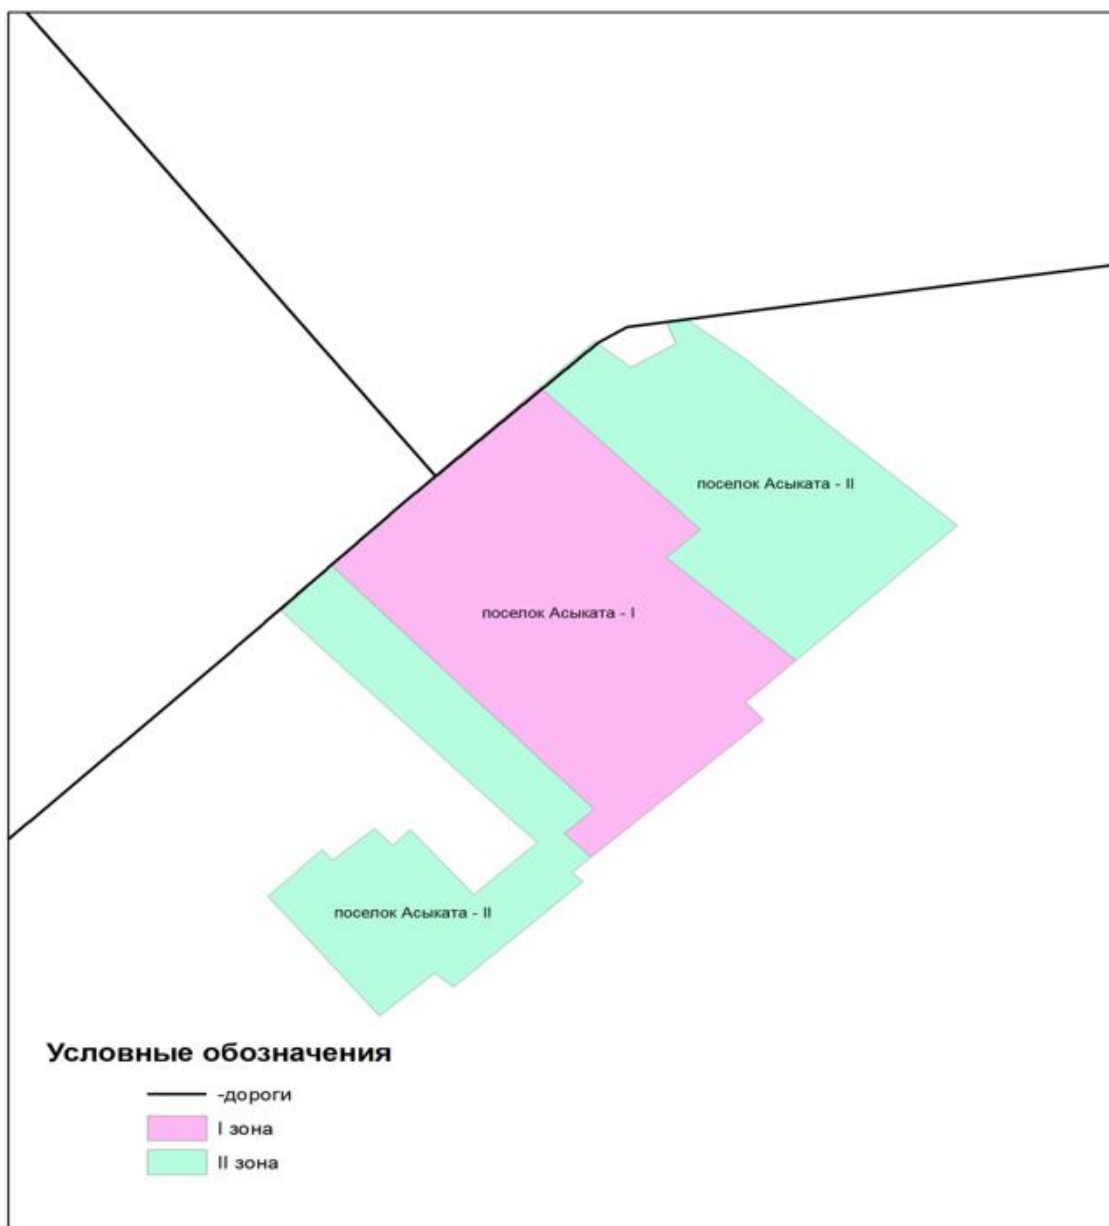 поселок Асыката - II
поселок Асыката - I
поселок Асыката - II
Условные обозначения
-дороги
I зона
II зона